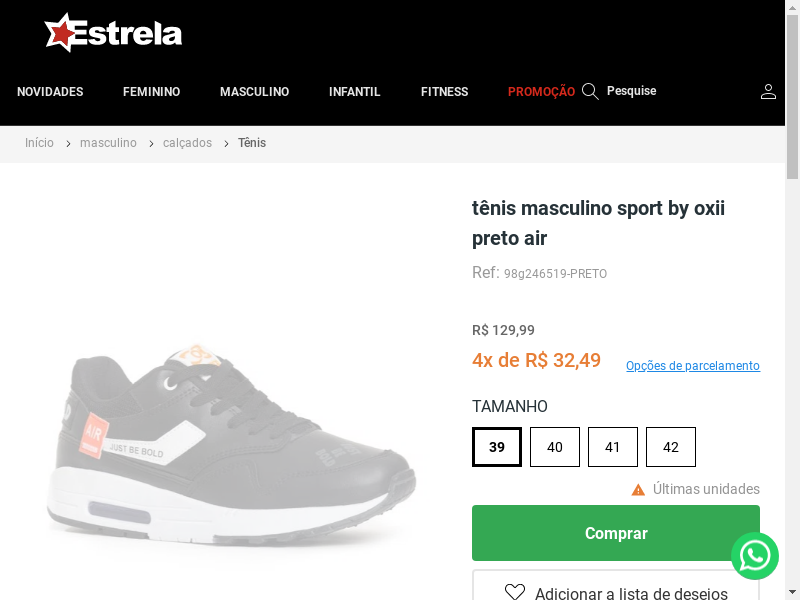 Estrela
NOVIDADES FEMININO MASCULINO INFANTIL FITNESS PROMOÇÃO Pesquise
Início masculino calçados Tênis
tênis masculino sport by oxii
preto air
Ref: 98g246519-PRETO
R$ 129,99
4x de R$ 32,49 Opções de parcelamento
TAMANHO
39 40 41 42
Últimas unidades
Comprar
Adicionar a lista de desejos
AIR
JUST BE BOLD